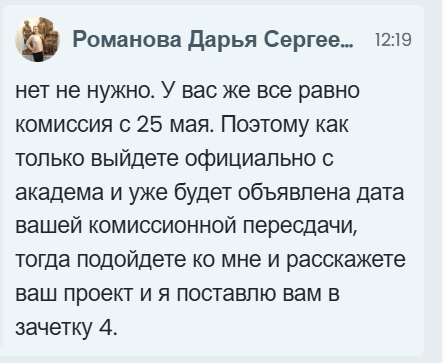 Романова Дарья Сергее... 12:19
нет не нужно. У вас же все равно
комиссия с 25 мая. Поэтому как
только выйдете официально с
академа и уже будет объявлена дата
вашей комиссионной пересдачи,
тогда подойдете ко мне и расскажете
ваш проект и я поставлю вам в
зачетку 4.